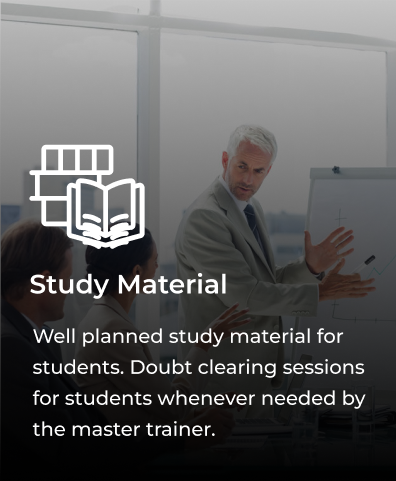 Study Material
Well planned study material for
students. Doubt clearing sessions
for students whenever needed by
the master trainer.